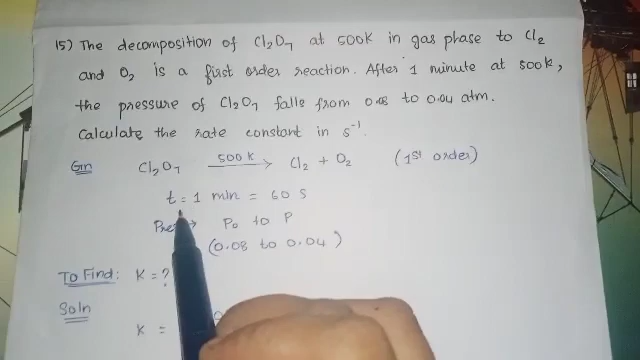 15) The decomposition of Cl2O7 at 500K in gas phase to Cl2
and O2 is a first order reaction. After 1 minute at 500K,
the pressure of Cl2O7 falls from 0.08 to 0.04 atm.
Calculate the rate constant in s⁻¹.
Gn Cl2O7 500K → Cl2 + O2 (1st order)
t = 1 min = 60 S
P0 to P
(0.08 to 0.04)
To Find: K = ?
Soln
K =